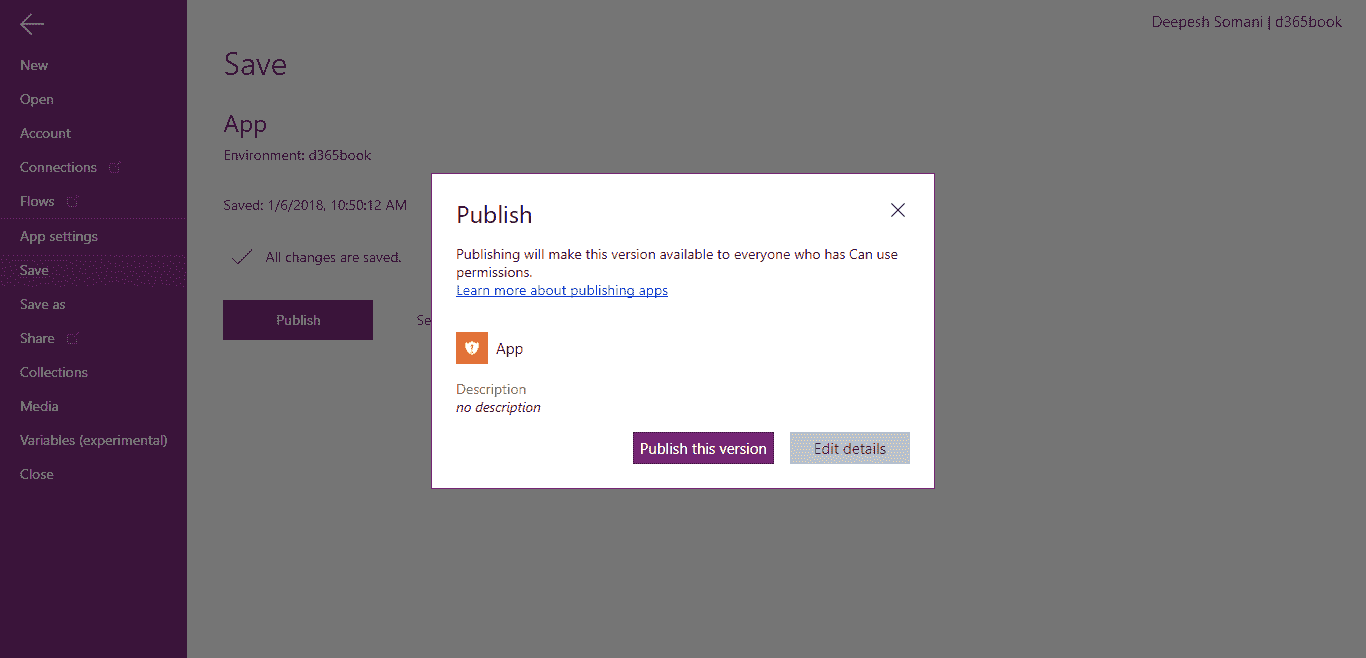 Deepesh Somani | d365book
New
Open
Account
Connections
Flows
App settings
Save
Save as
Share
Collections
Media
Variables (experimental)
Close
Save
App
Environment: d365book
Saved: 1/6/2018, 10:50:12 AM
All changes are saved.
Publish
Se
Publish
Publishing will make this version available to everyone who has Can use
permissions.
Learn more about publishing apps
App
Description
no description
Publish this version
Edit details